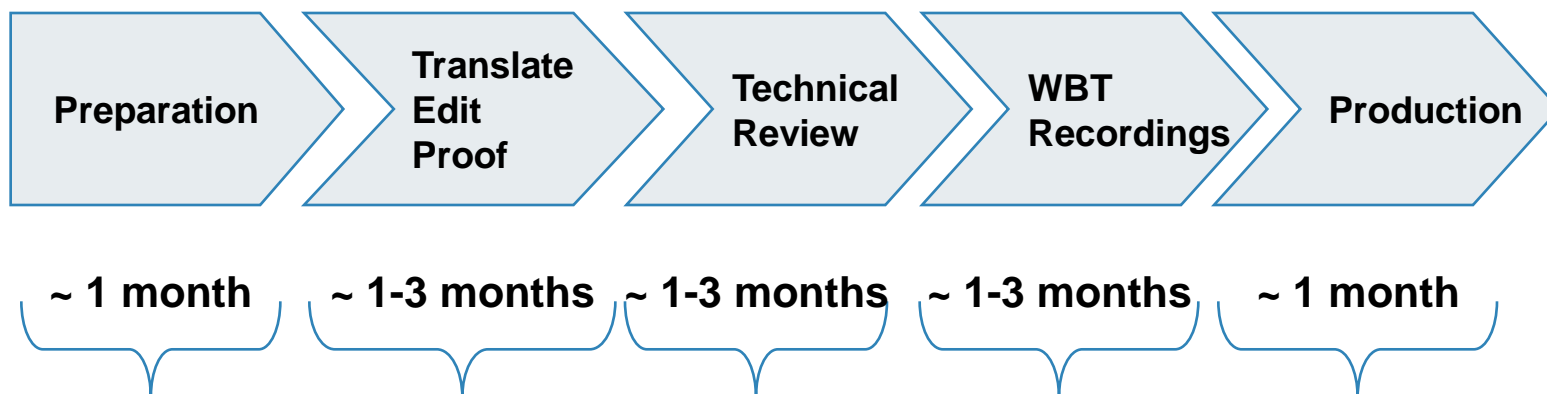 Preparation
Translate
Edit
Proof
Technical
Review
WBT
Recordings
Production
~ 1 month
~ 1-3 months
~ 1-3 months
~ 1-3 months
~ 1 month